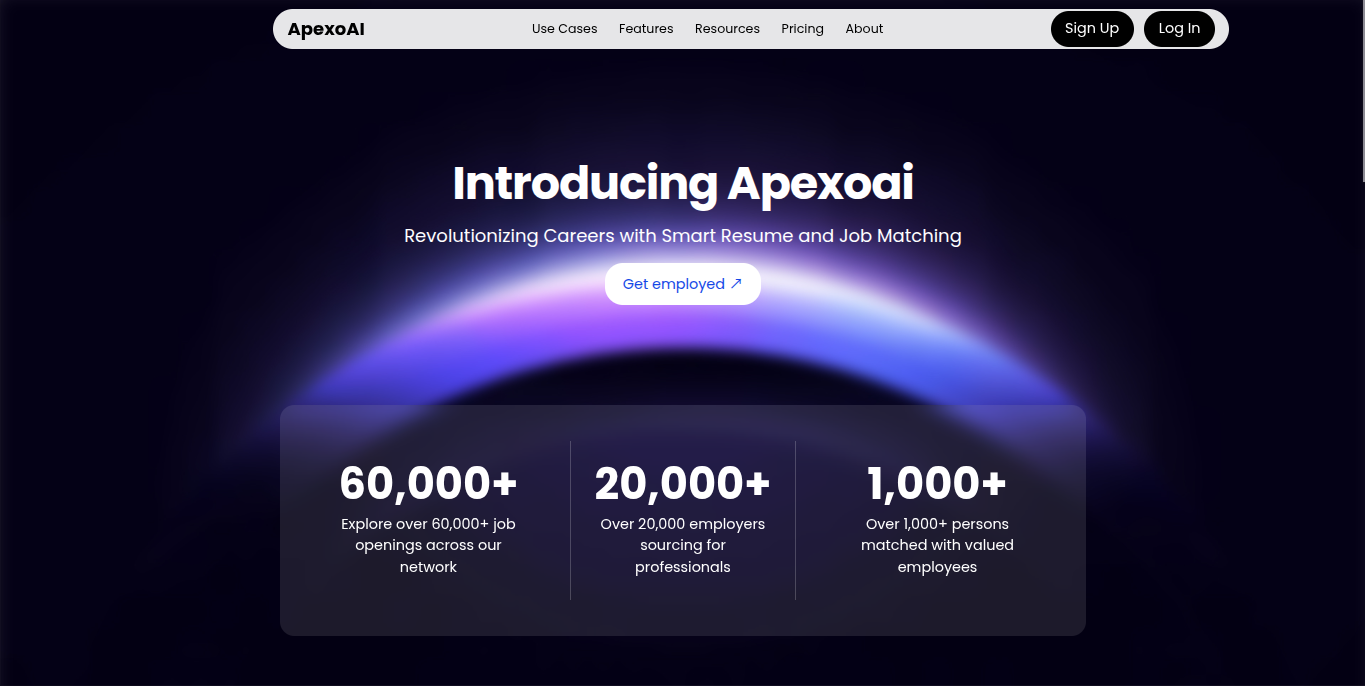 ApexoAI Use Cases Features Resources Pricing About Sign Up Log In
Introducing Apexoai
Revolutionizing Careers with Smart Resume and Job Matching
Get employed ↗
60,000+
Explore over 60,000+ job
openings across our
network
20,000+
Over 20,000 employers
sourcing for
professionals
1,000+
Over 1,000+ persons
matched with valued
employees